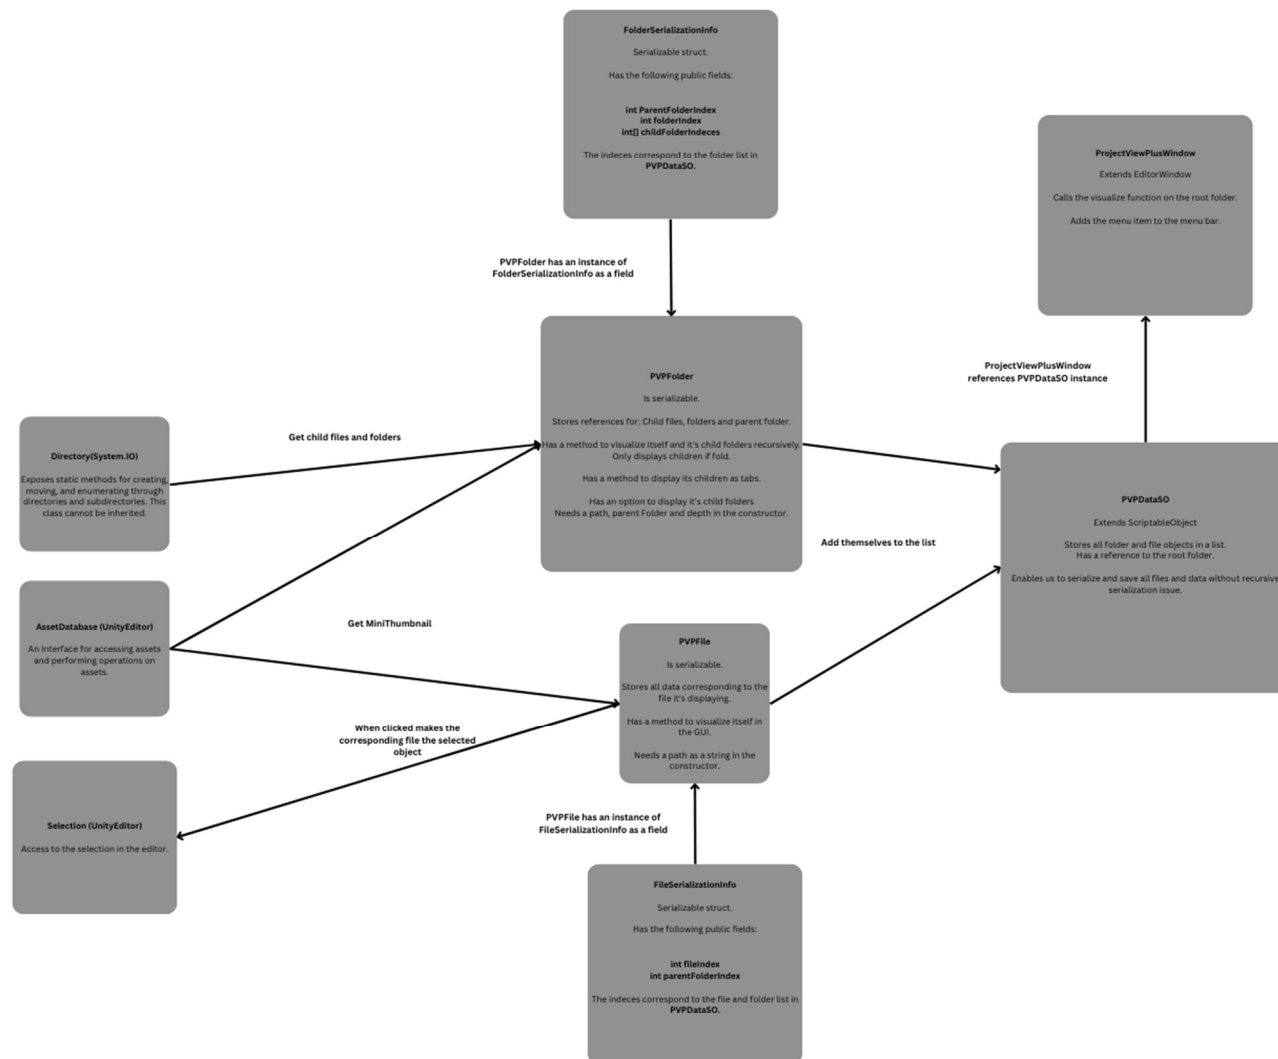 FolderSerializationInfo
Serializable struct.
Has the following public fields:
int ParentFolderIndex
int folderIndex
int[] childFolderIndeces
The indeces correspond to the folder list in
PVPDataSO.
ProjectViewPlusWindow
Extends EditorWindow
Calls the visualize function on the root folder.
Adds the menu item to the menu bar.
PVPFolder has an instance of
FolderSerializationInfo as a field
ProjectViewPlusWindow
references PVPDataSO instance
PVPFolder
Is serializable.
Stores references for: Child files, folders and parent folder.
Has a method to visualize itself and it's child folders recursively.
Only displays children if fold.
Has a method to display its children as tabs.
Has an option to display it's child folders
Needs a path, parent Folder and depth in the constructor.
Get child files and folders
Directory(System.IO)
Exposes static methods for creating,
moving, and enumerating through
directories and subdirectories. This
class cannot be inherited.
PVPDataSO
Extends ScriptableObject
Stores all folder and file objects in a list.
Has a reference to the root folder.
Enables us to serialize and save all files and data without recursive
serialization issue.
Add themselves to the list
AssetDatabase (UnityEditor)
An Interface for accessing assets
and performing operations on
assets.
Get MiniThumbnail
PVPFile
Is serializable.
Stores all data corresponding to the
file it's displaying.
Has a method to visualize itself in
the GUI.
Needs a path as a string in the
constructor.
When clicked makes the
corresponding file the selected
object
Selection (UnityEditor)
Access to the selection in the editor.
PVPFile has an instance of
FileSerializationInfo as a field
FileSerializationInfo
Serializable struct.
Has the following public fields:
int fileIndex
int parentFolderIndex
The indeces correspond to the file and folder list in
PVPDataSO.